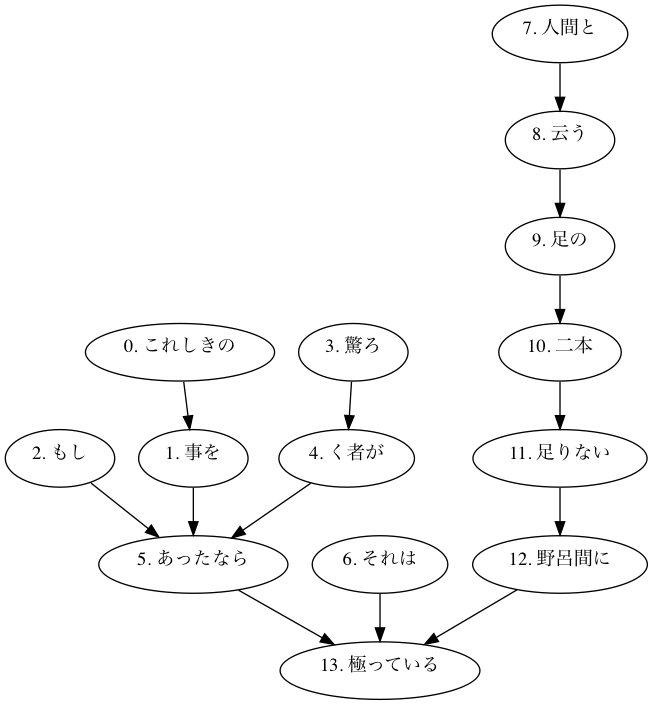 7. 人間と
8. 云う
9. 足の
0. これしきの
3. 驚ろ
10. 二本
2. もし
1. 事を
4. く者が
11. 足りない
5. あったなら
6. それは
12. 野呂間に
13. 極っている